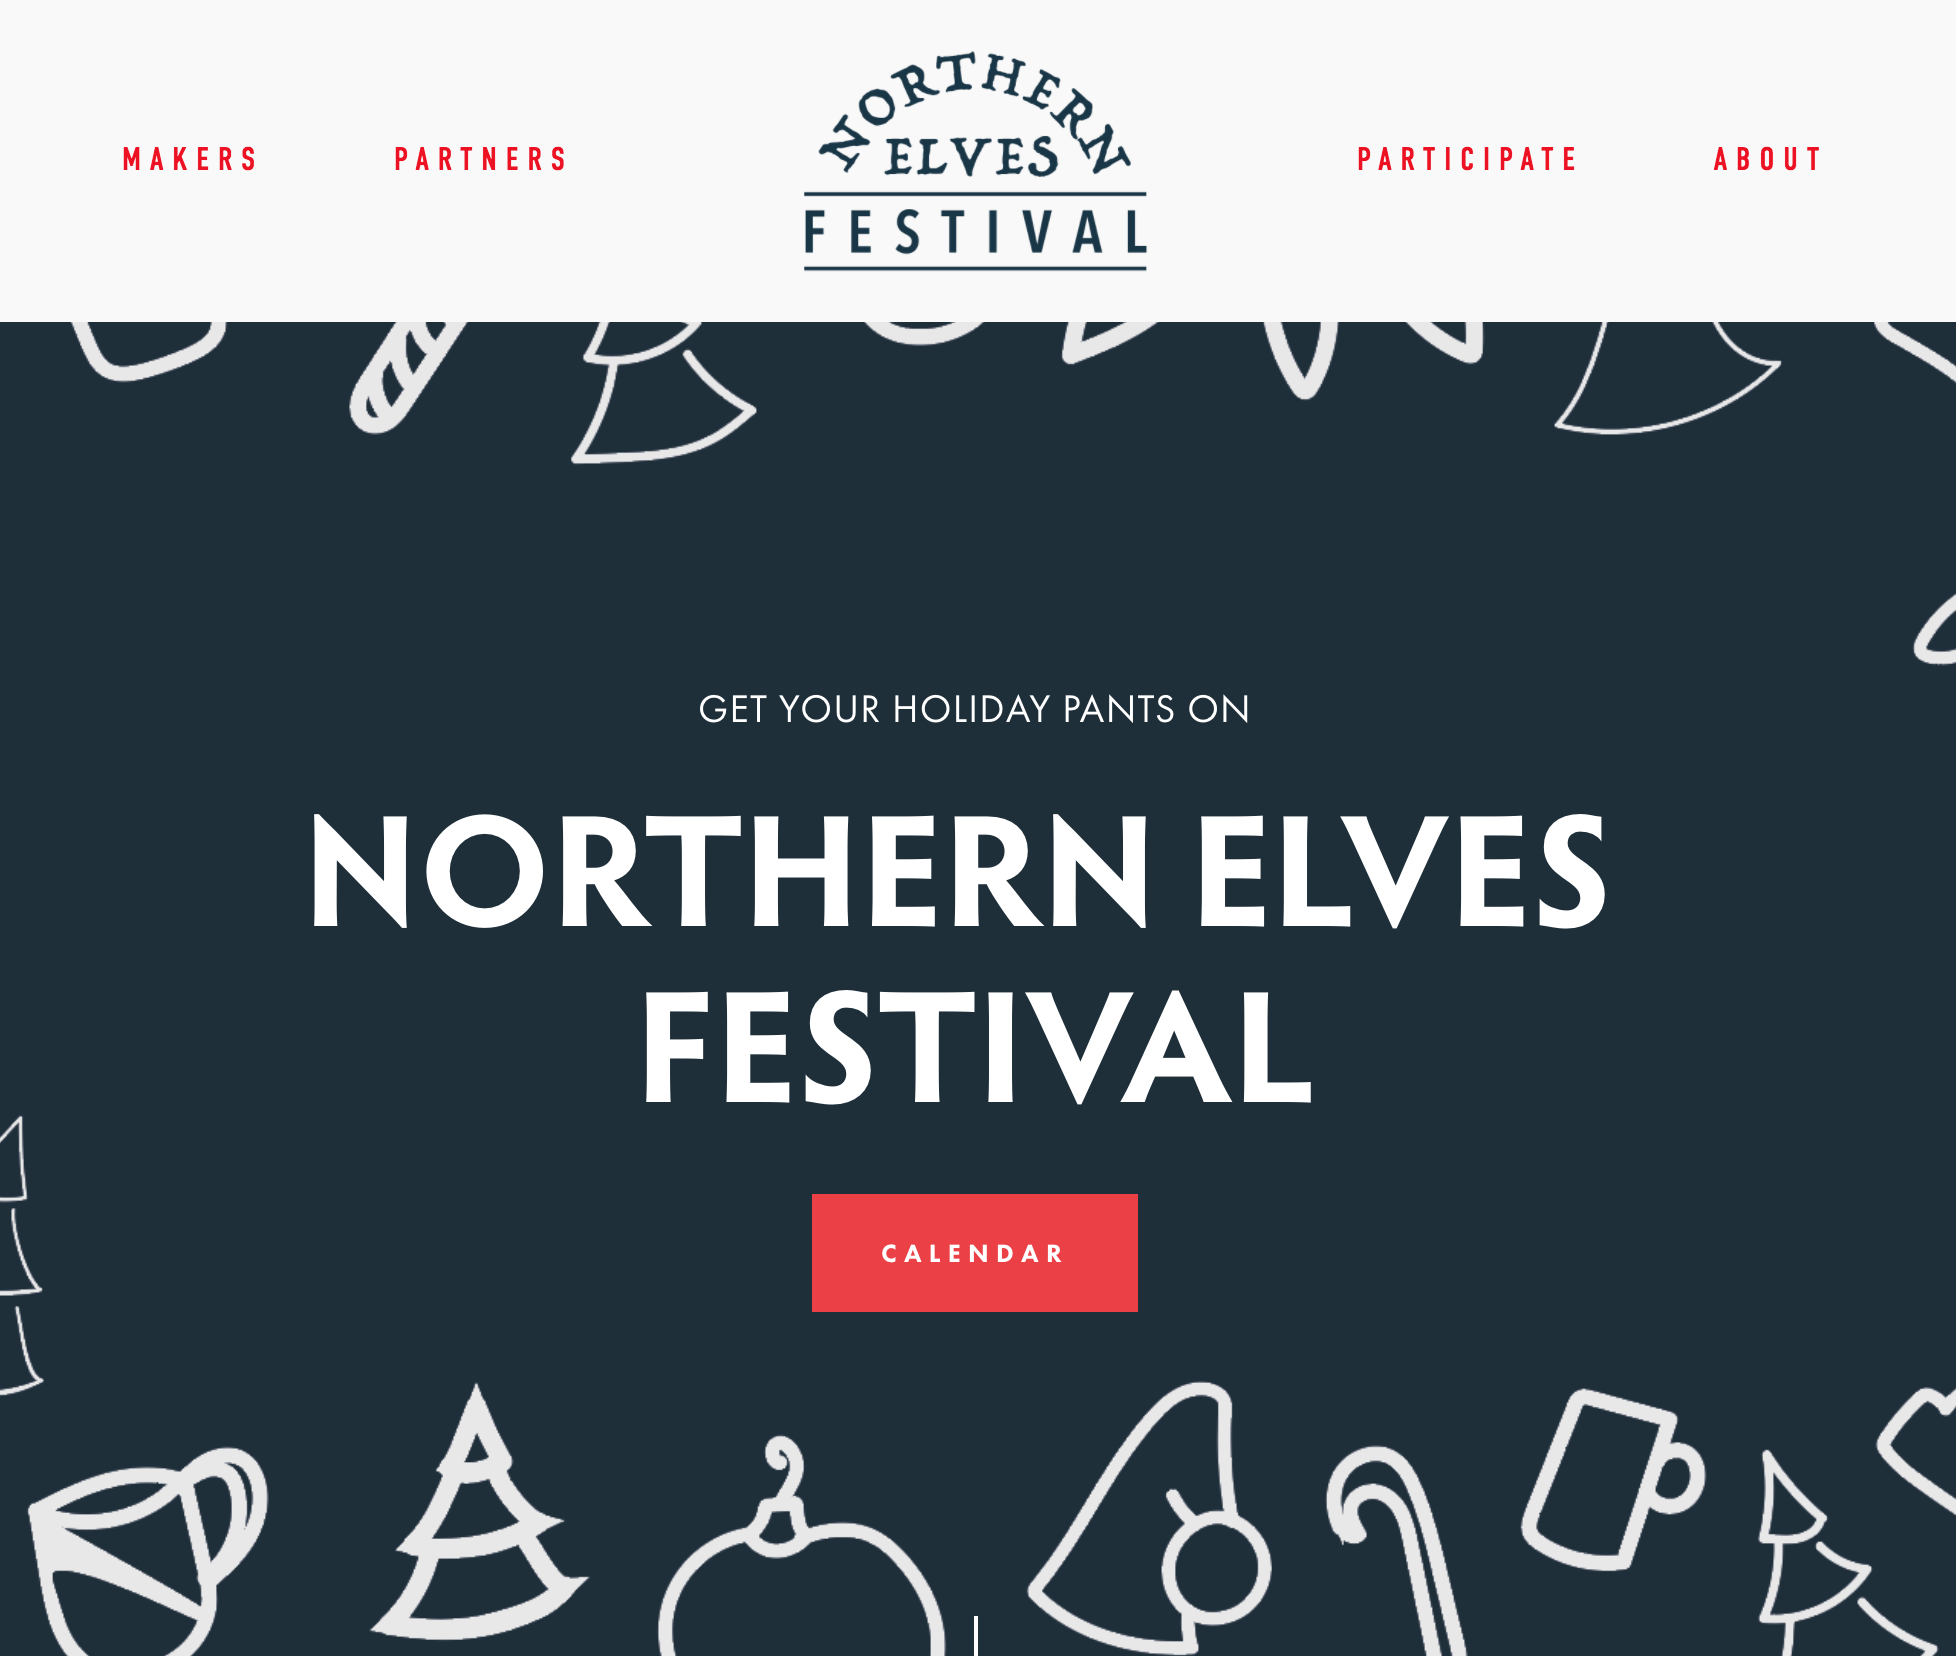 MAKERS
PARTNERS
NORTHERN
ELVES
FESTIVAL
PARTICIPATE
ABOUT
GET YOUR HOLIDAY PANTS ON
NORTHERN ELVES
FESTIVAL
CALENDAR